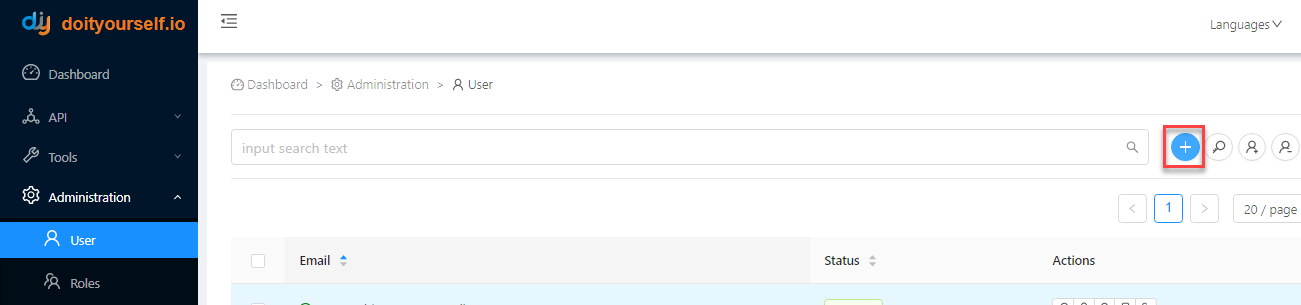 diy doityourself.io
Languages
Dashboard
Dashboard > Administration > User
API
input search text
Tools
Administration
1
20 / page
User
Email
Status
Actions
Roles